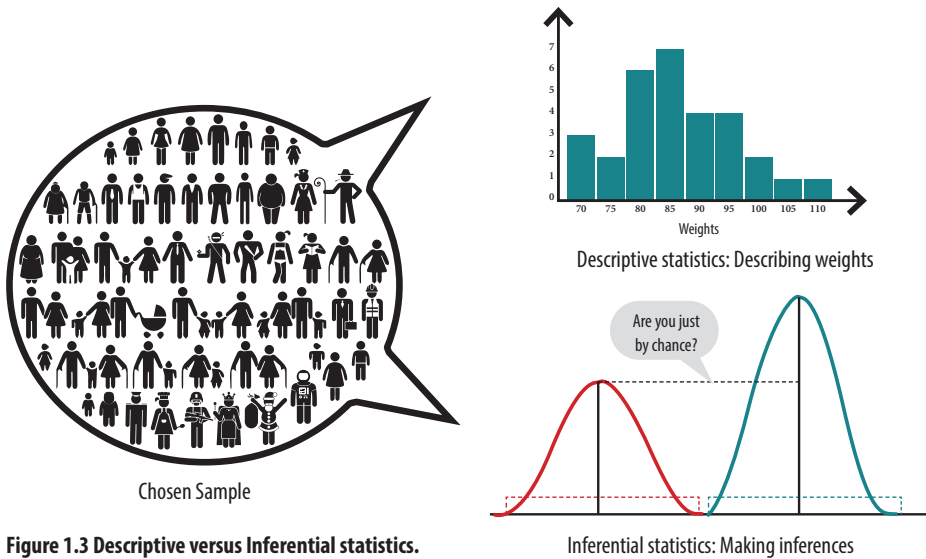 7
6
5
4
3
2
1
0
70 75 80 85 90 95 100 105 110
Weights
Descriptive statistics: Describing weights
Are you just
by chance?
Chosen Sample
Figure 1.3 Descriptive versus Inferential statistics.
Inferential statistics: Making inferences